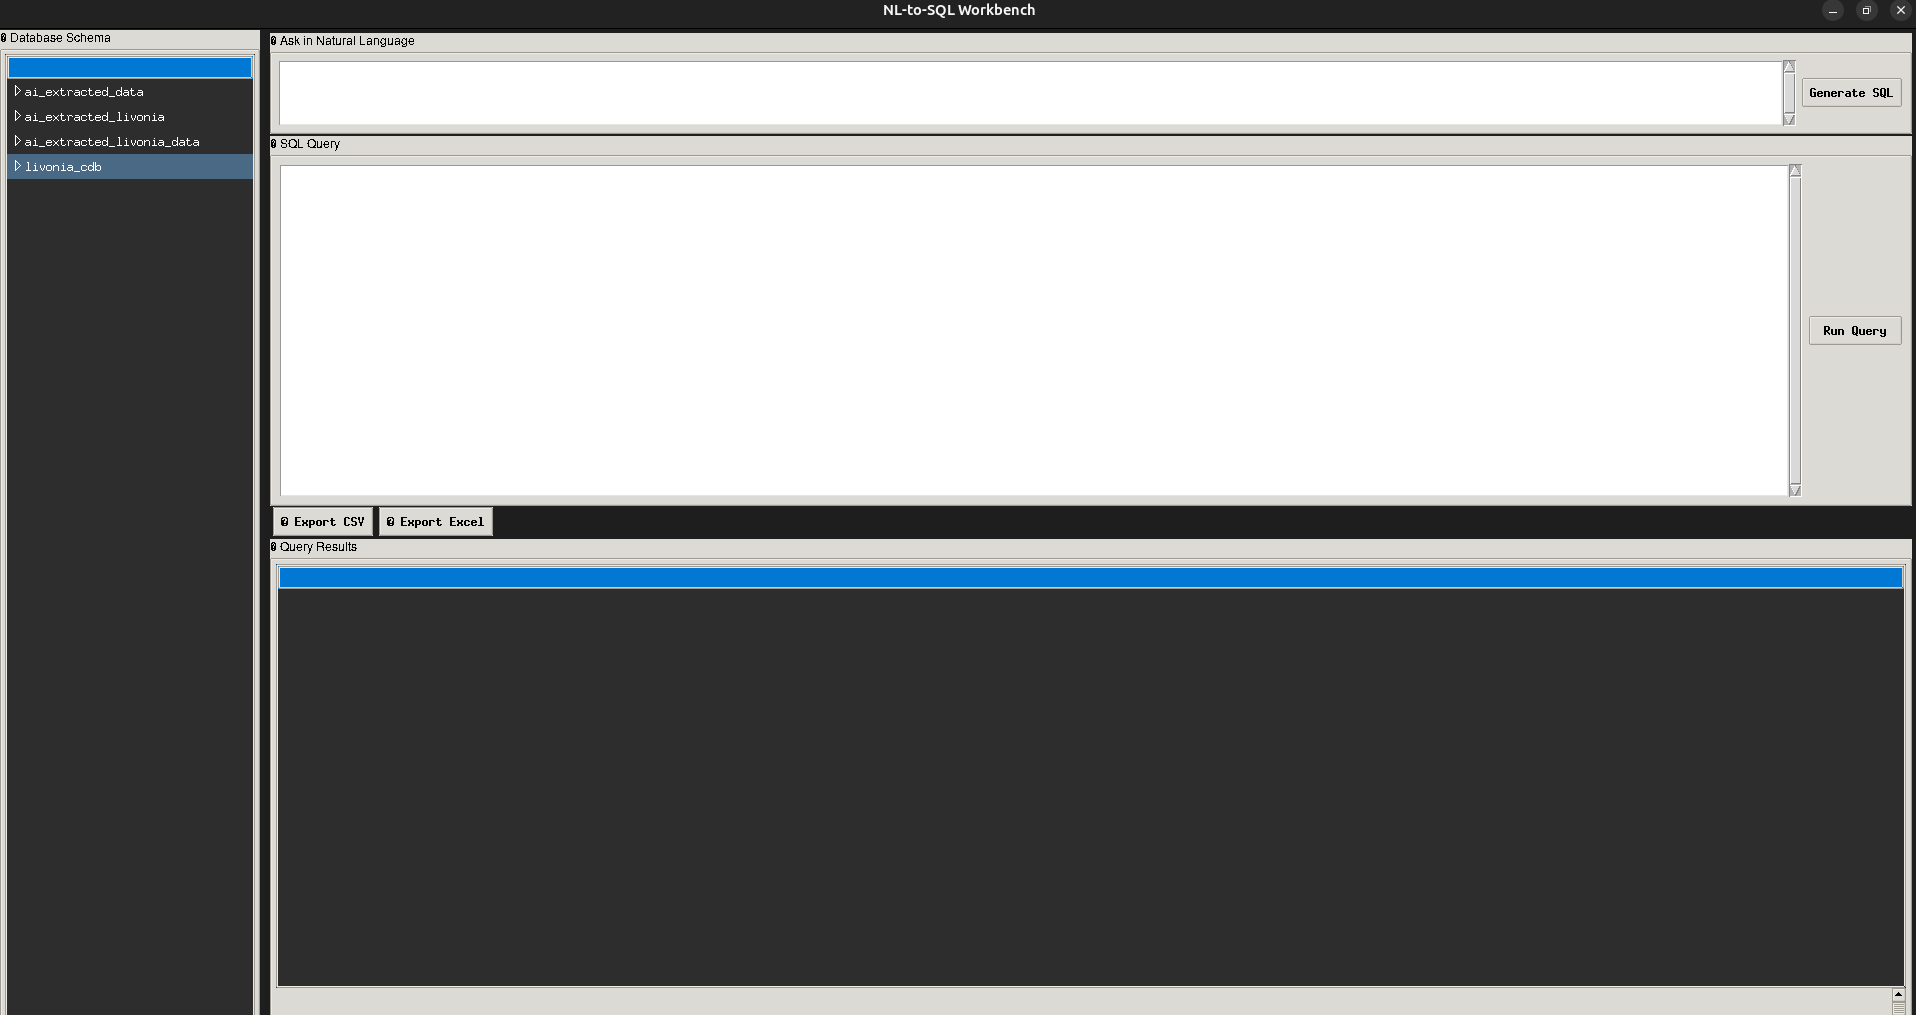 NL-to-SQL Workbench
Database Schema
ai_extracted_data
ai_extracted_livonia
ai_extracted_livonia_data
livonia_cdb
Ask in Natural Language
Generate SQL
SQL Query
Run Query
Export CSV
Export Excel
Query Results